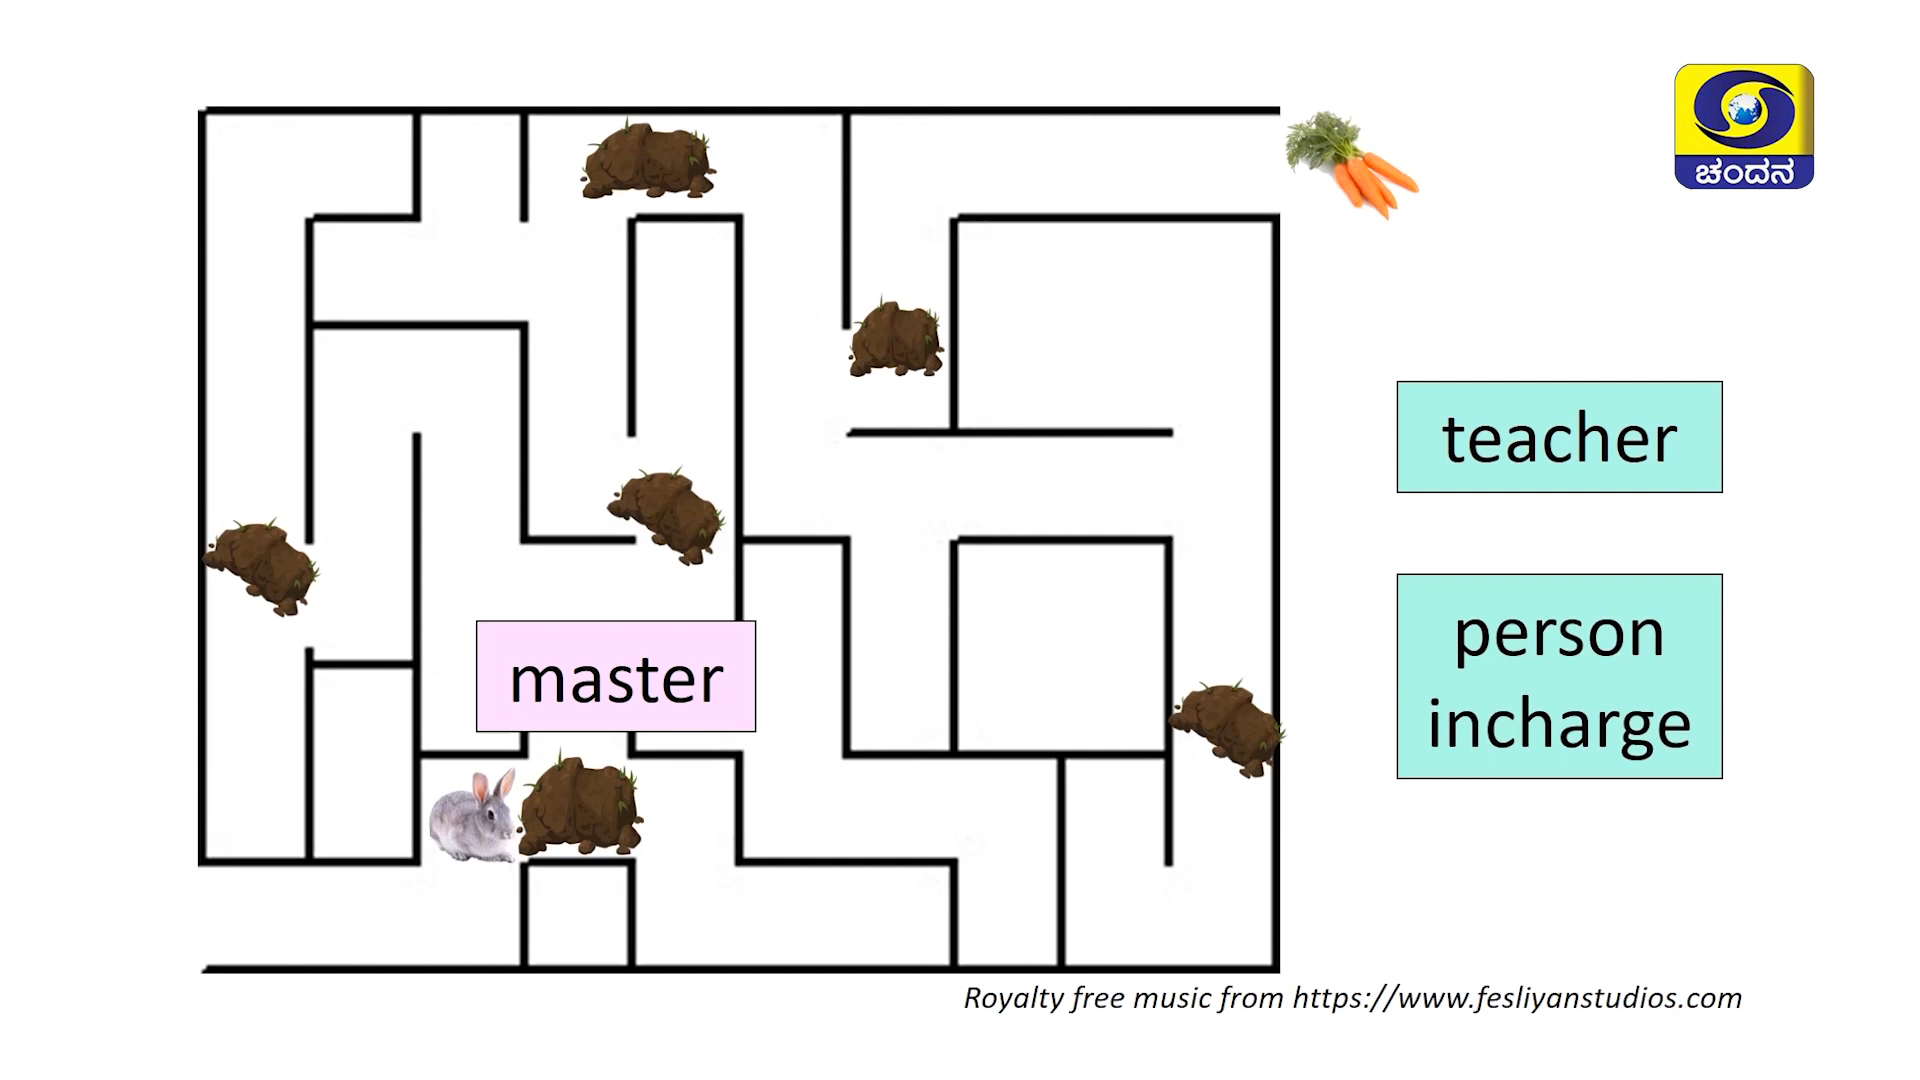 ಚಂದನ
teacher
person
incharge
master
Royalty free music from https://www.fesliyanstudios.com